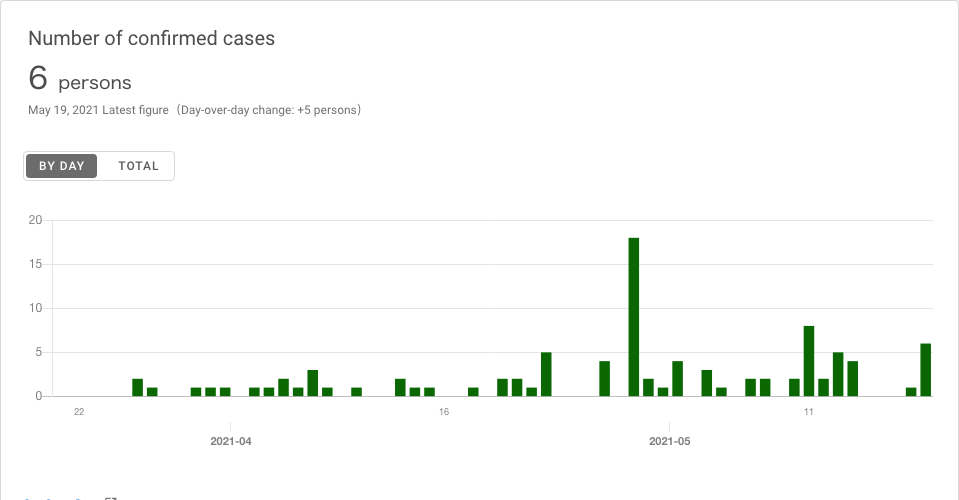 Number of confirmed cases
6 persons
May 19, 2021 Latest figure（Day-over-day change: +5 persons）
BY DAY TOTAL
20
15
10
5
0
22 16 11
2021-04 2021-05